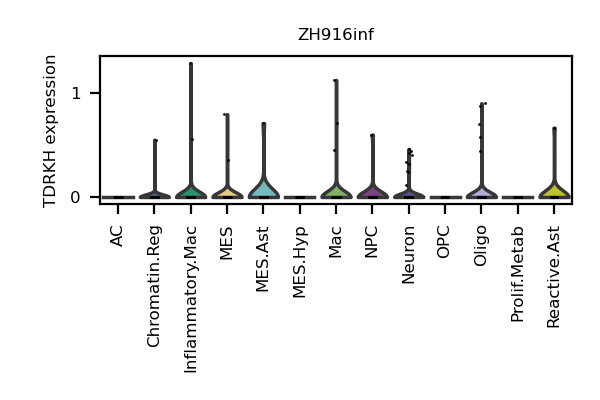 ZH916inf
TDRKH expression
1
0
AC
Chromatin.Reg
Inflammatory.Mac
MES
MES.Ast
MES.Hyp
Mac
NPC
Neuron
OPC
Oligo
Prolif.Metab
Reactive.Ast